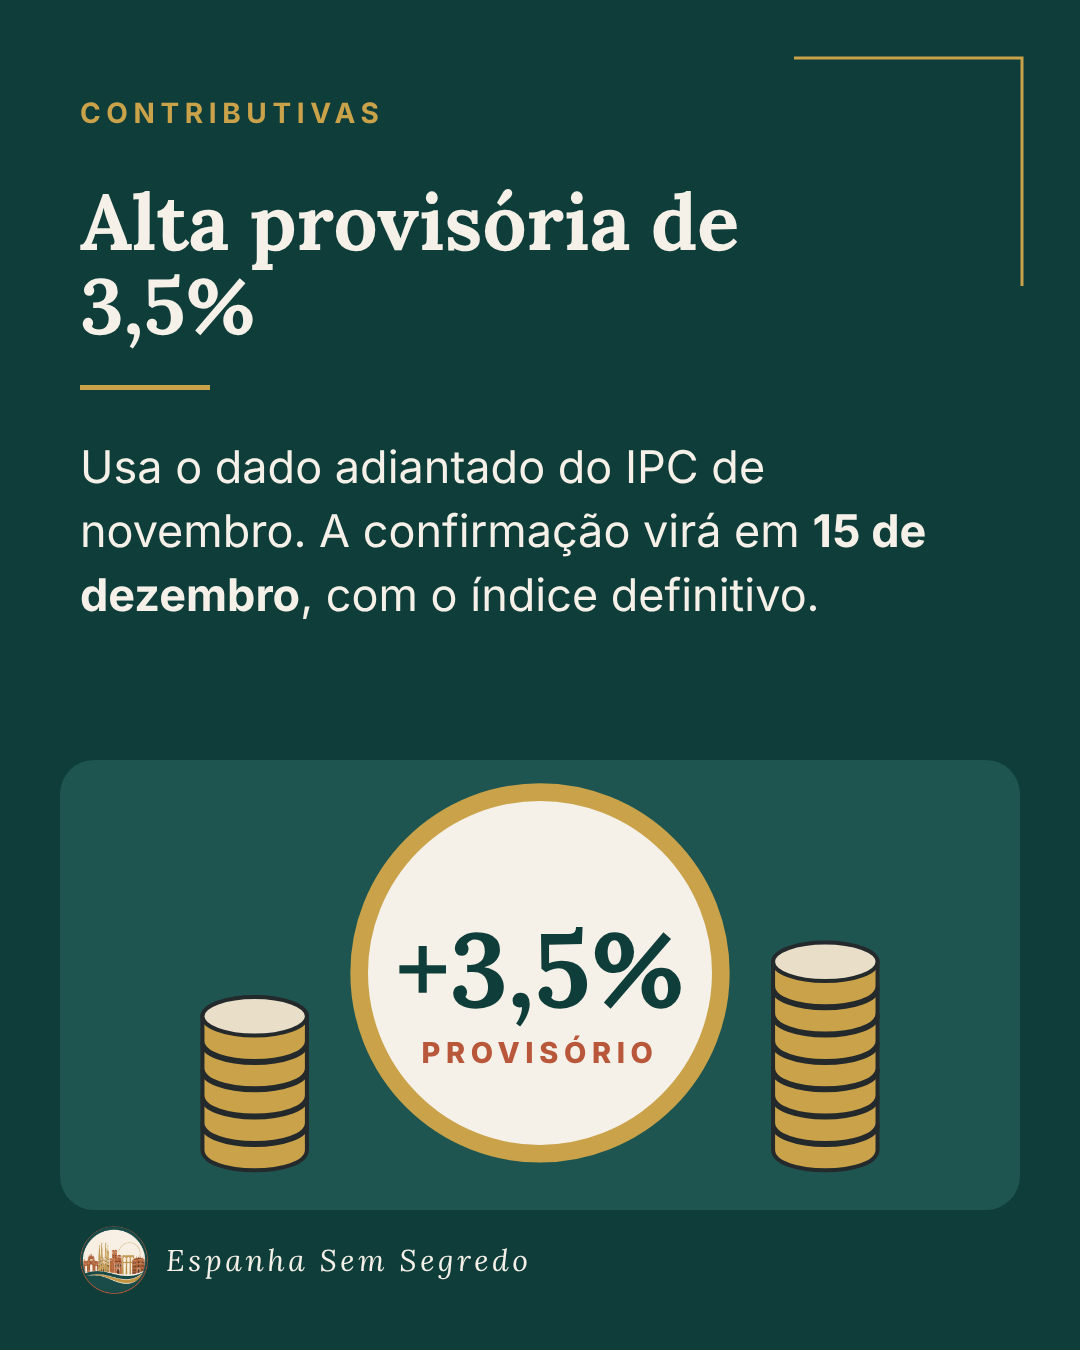 CONTRIBUTIVAS
Alta provisória de
3,5%
Usa o dado adiantado do IPC de
novembro. A confirmação virá em 15 de
dezembro, com o índice definitivo.
+3,5%
PROVISÓRIO
Espanha Sem Segredo